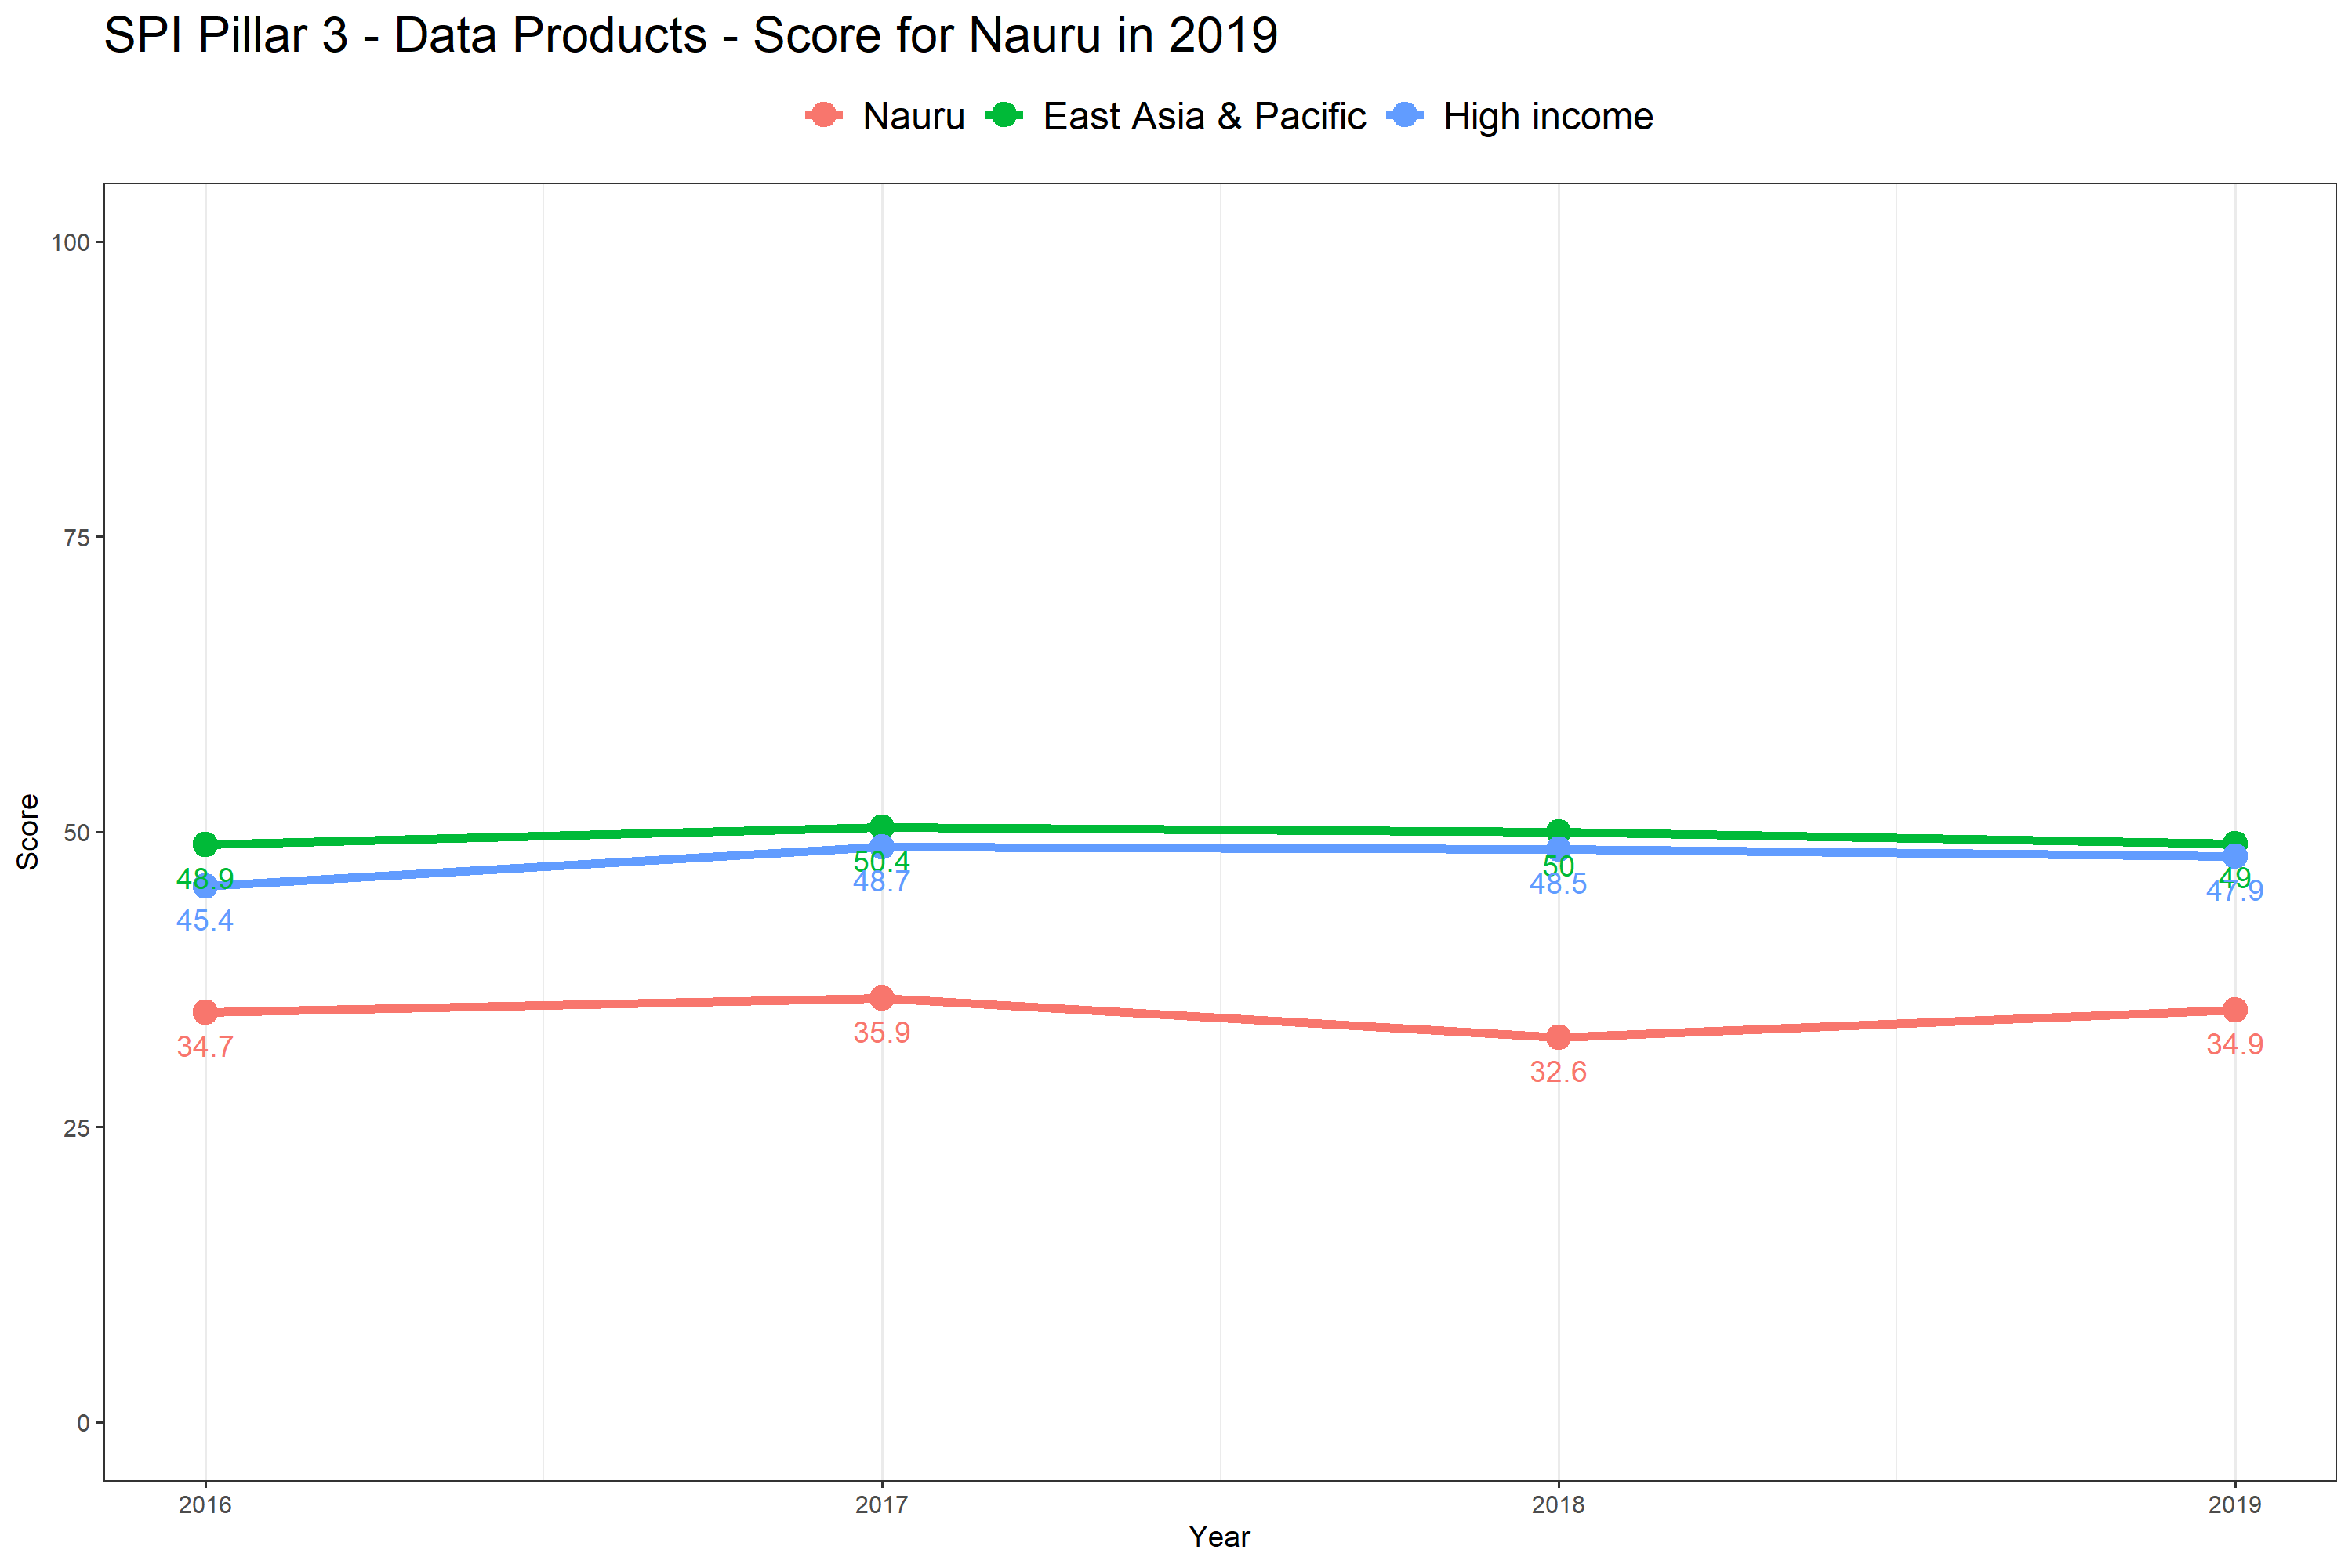 SPI Pillar 3 - Data Products - Score for Nauru in 2019
Nauru East Asia & Pacific High income
100
75
50
25
0
Score
48.9 50.4 50 49
45.4 48.7 48.5 47.9
34.7 35.9 32.6 34.9
2016 2017 2018 2019
Year